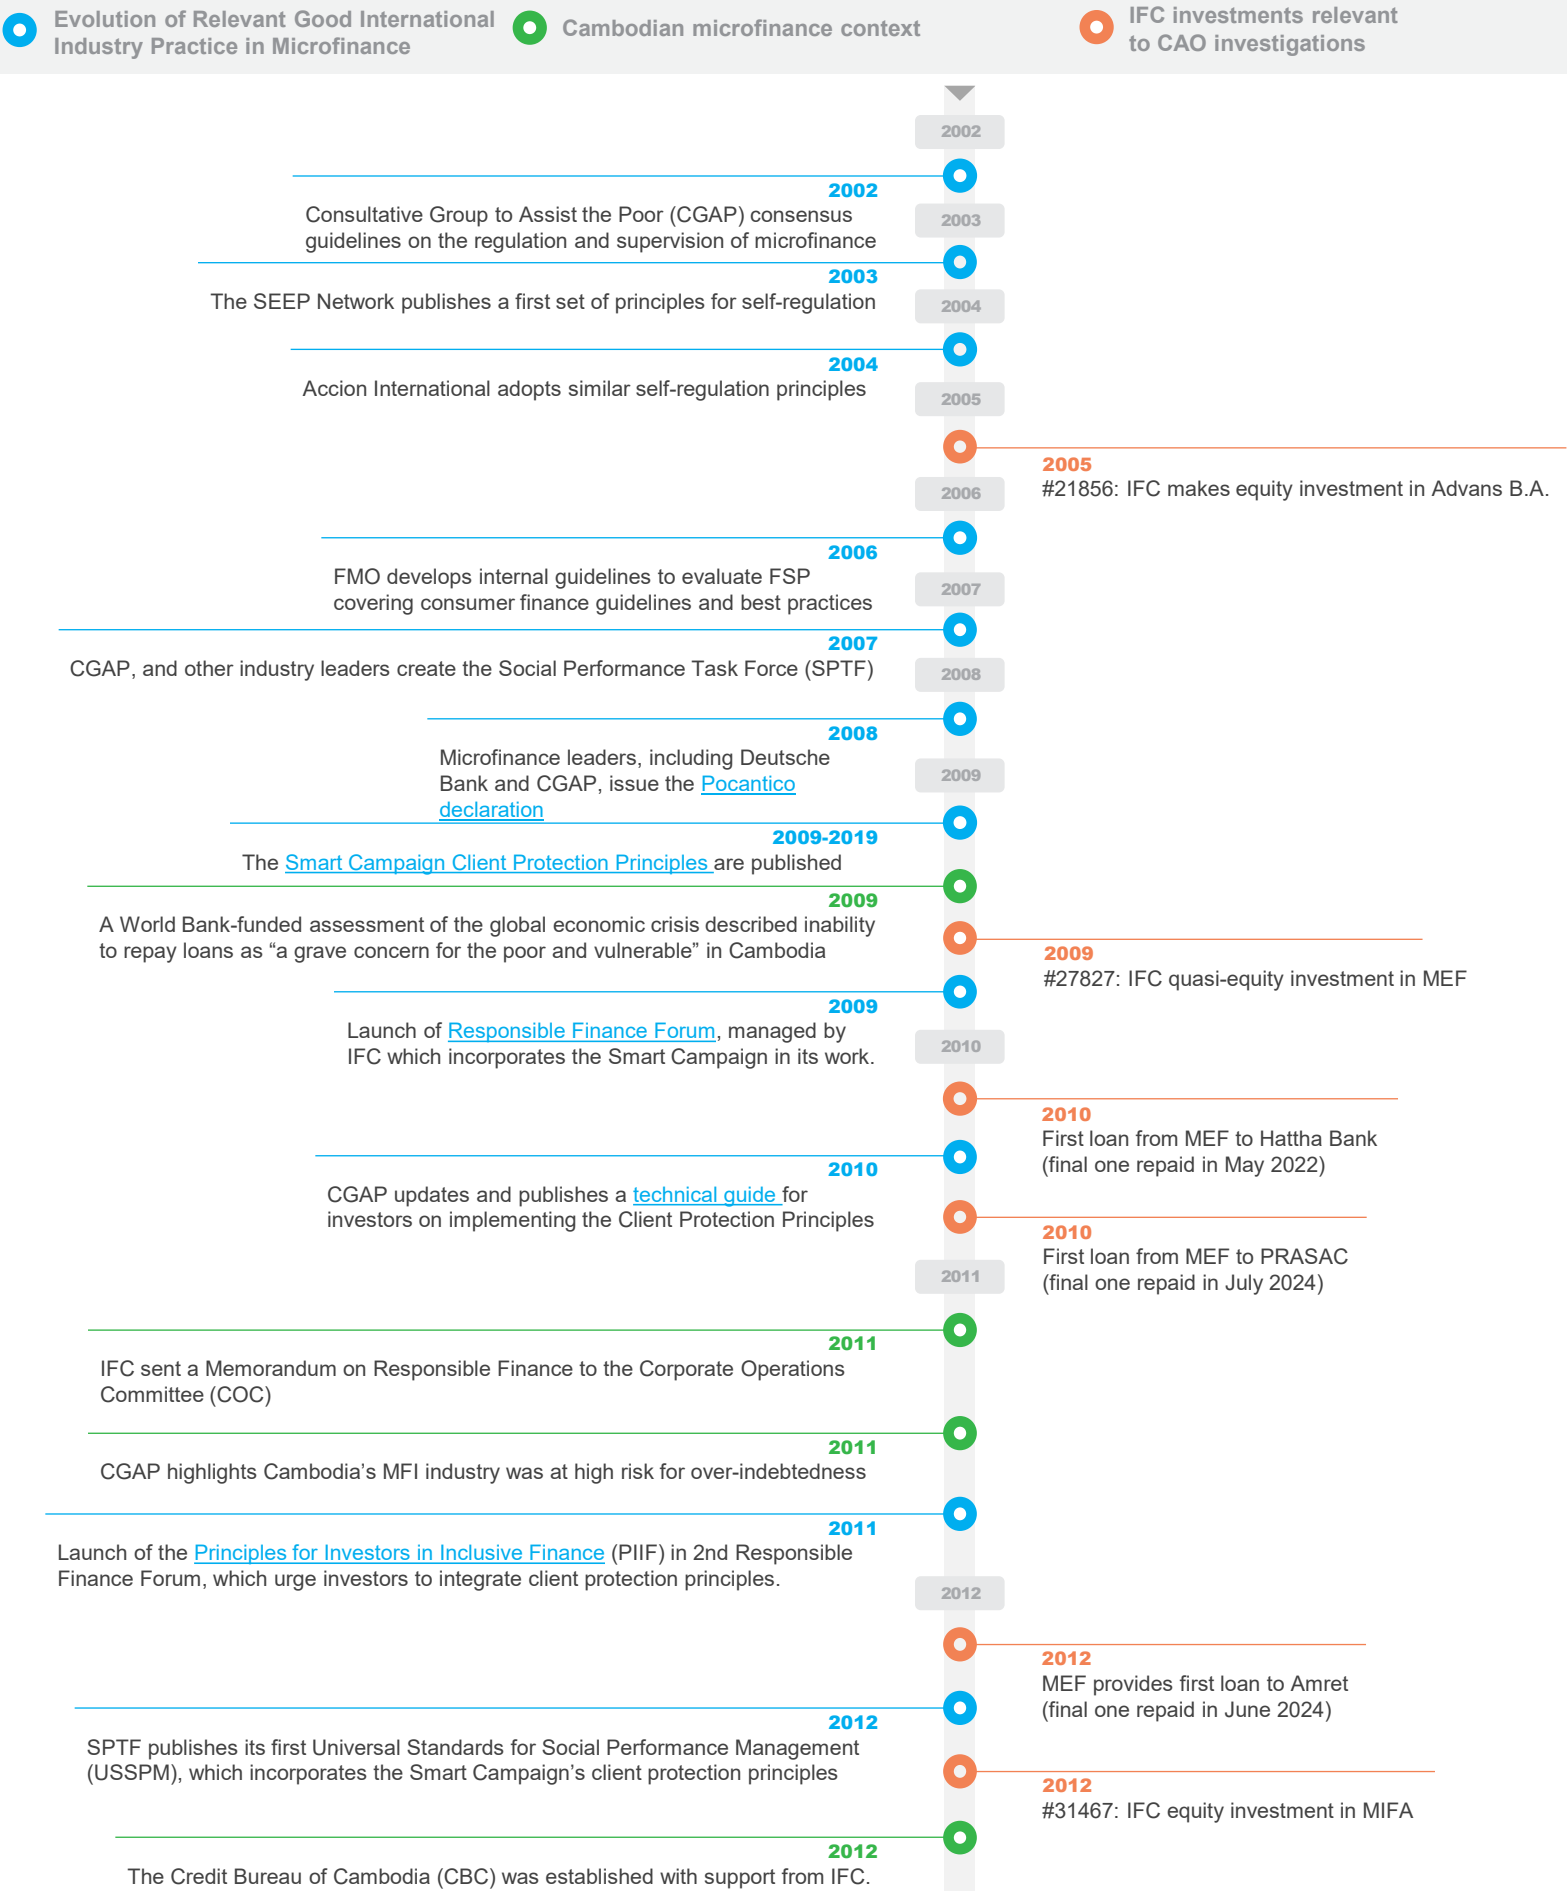 Evolution of Relevant Good International
Industry Practice in Microfinance
Cambodian microfinance context
IFC investments relevant
to CAO investigations
2002
2002
Consultative Group to Assist the Poor (CGAP) consensus
guidelines on the regulation and supervision of microfinance
2003
2003
The SEEP Network publishes a first set of principles for self-regulation
2004
2004
Accion International adopts similar self-regulation principles
2005
2005
#21856: IFC makes equity investment in Advans B.A.
2006
2006
FMO develops internal guidelines to evaluate FSP
covering consumer finance guidelines and best practices
2007
2007
CGAP, and other industry leaders create the Social Performance Task Force (SPTF)
2008
2008
Microfinance leaders, including Deutsche
Bank and CGAP, issue the Pocantico
declaration
2009
2009-2019
The Smart Campaign Client Protection Principles are published
2009
A World Bank-funded assessment of the global economic crisis described inability
to repay loans as “a grave concern for the poor and vulnerable” in Cambodia
2009
#27827: IFC quasi-equity investment in MEF
2009
Launch of Responsible Finance Forum, managed by
IFC which incorporates the Smart Campaign in its work.
2010
2010
First loan from MEF to Hattha Bank
(final one repaid in May 2022)
2010
CGAP updates and publishes a technical guide for
investors on implementing the Client Protection Principles
2010
First loan from MEF to PRASAC
(final one repaid in July 2024)
2011
2011
IFC sent a Memorandum on Responsible Finance to the Corporate Operations
Committee (COC)
2011
CGAP highlights Cambodia’s MFI industry was at high risk for over-indebtedness
2011
Launch of the Principles for Investors in Inclusive Finance (PIIF) in 2nd Responsible
Finance Forum, which urge investors to integrate client protection principles.
2012
2012
MEF provides first loan to Amret
(final one repaid in June 2024)
2012
SPTF publishes its first Universal Standards for Social Performance Management
(USSPM), which incorporates the Smart Campaign’s client protection principles
2012
#31467: IFC equity investment in MIFA
2012
The Credit Bureau of Cambodia (CBC) was established with support from IFC.